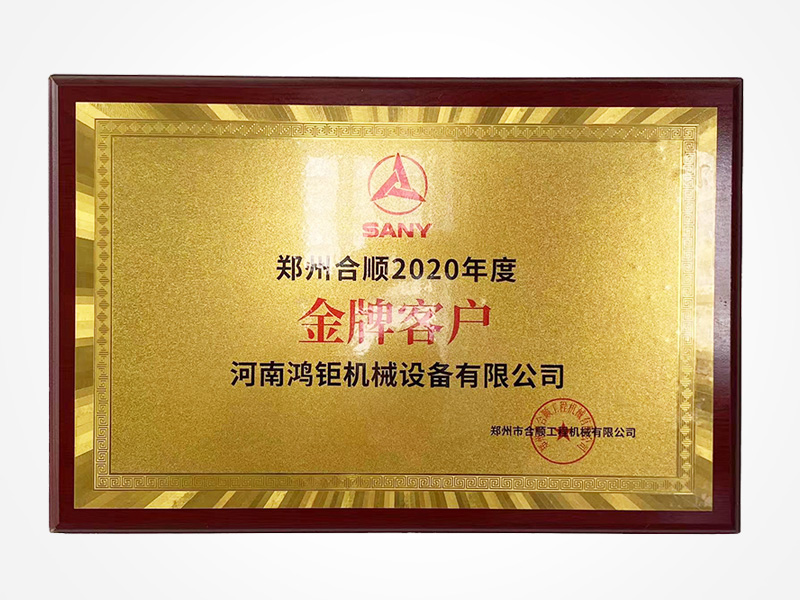 SANY
郑州合顺2020年度
金牌客户
河南鸿钜机械设备有限公司
郑州市合顺工程机械有限公司